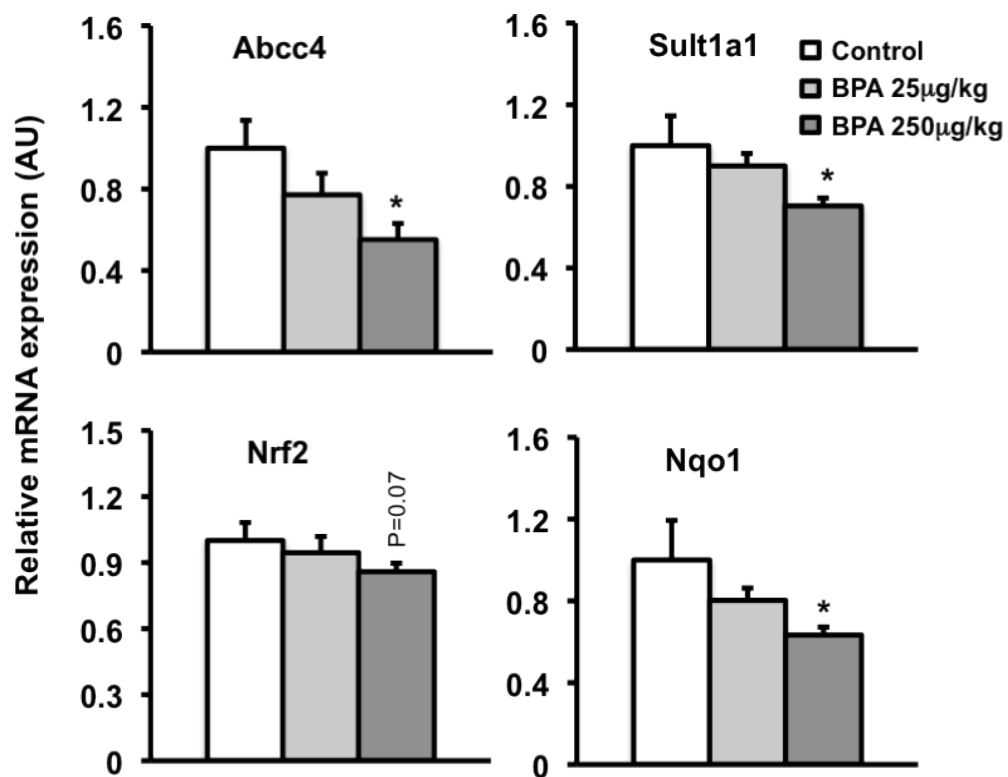 Relative mRNA expression (AU)
Abcc4
1.6
1.2
0.8
0.4
0
*
Sult1a1
1.6
1.2
0.8
0.4
0
*
Control
BPA 25µg/kg
BPA 250µg/kg
Nrf2
1.5
1.2
0.9
0.6
0.3
0
P=0.07
Nqo1
1.6
1.2
0.8
0.4
0
*